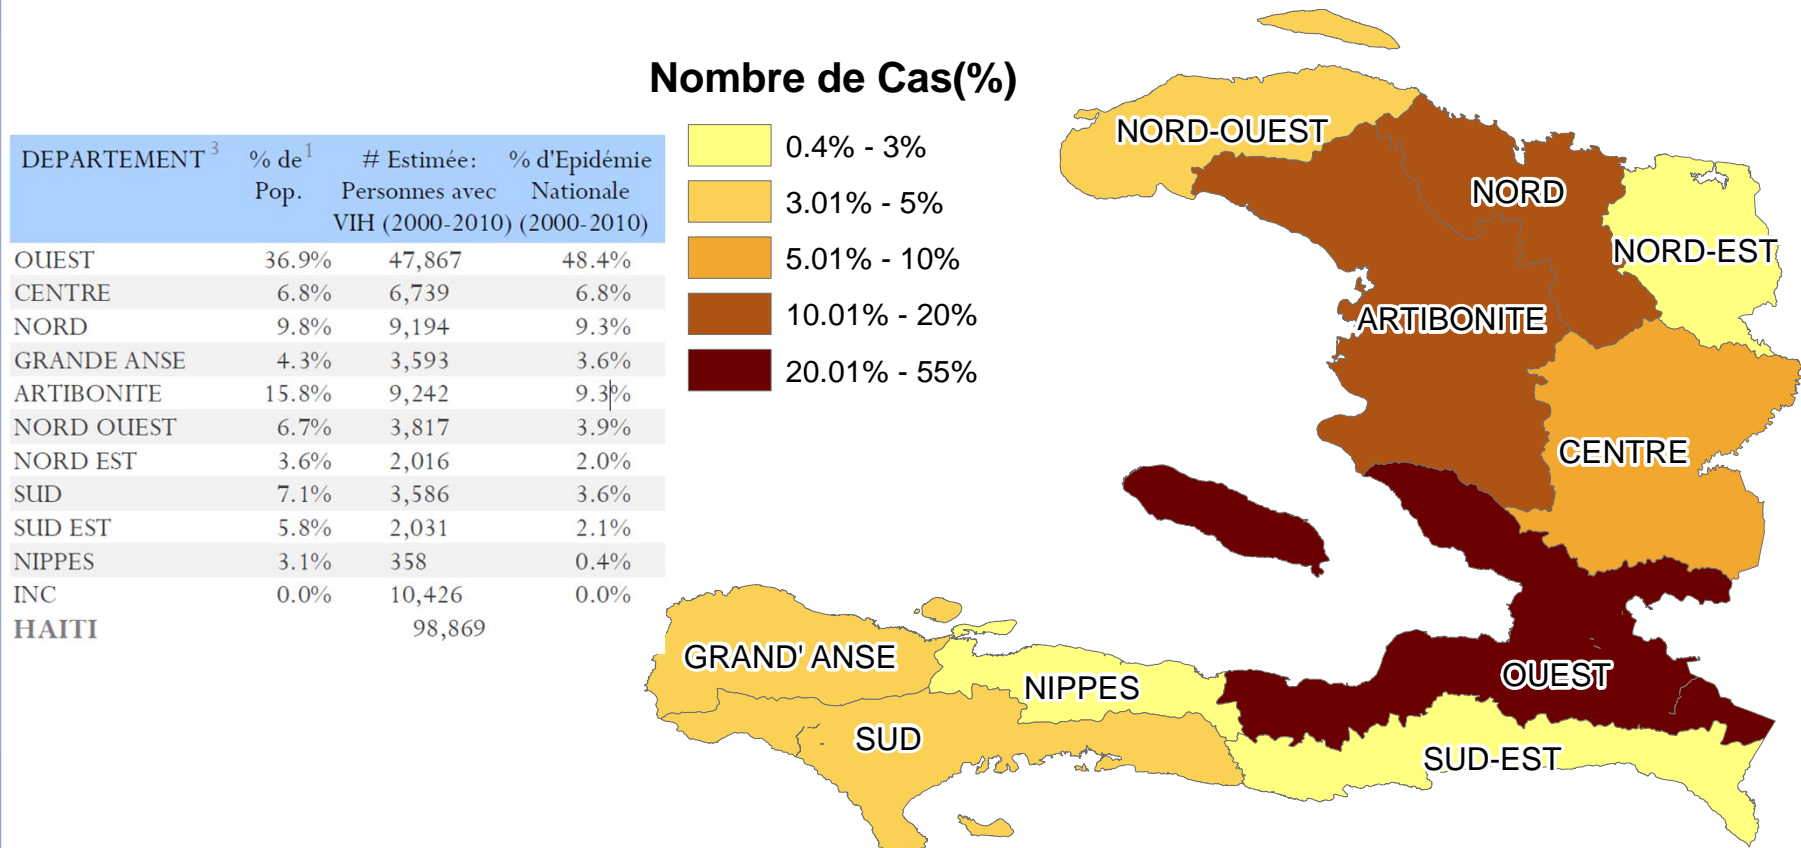 DEPARTEMENT 3 % de 1 # Estimée: % d'Epidémie
Pop. Personnes avec Nationale
VIH (2000-2010) (2000-2010)
OUEST 36.9% 47,867 48.4%
CENTRE 6.8% 6,739 6.8%
NORD 9.8% 9,194 9.3%
GRANDE ANSE 4.3% 3,593 3.6%
ARTIBONITE 15.8% 9,242 9.3%
NORD OUEST 6.7% 3,817 3.9%
NORD EST 3.6% 2,016 2.0%
SUD 7.1% 3,586 3.6%
SUD EST 5.8% 2,031 2.1%
NIPPES 3.1% 358 0.4%
INC 0.0% 10,426 0.0%
HAITI 98,869
Nombre de Cas(%)
0.4% - 3%
3.01% - 5%
5.01% - 10%
10.01% - 20%
20.01% - 55%
NORD-OUEST
NORD
NORD-EST
ARTIBONITE
CENTRE
GRAND' ANSE
NIPPES
OUEST
SUD
SUD-EST